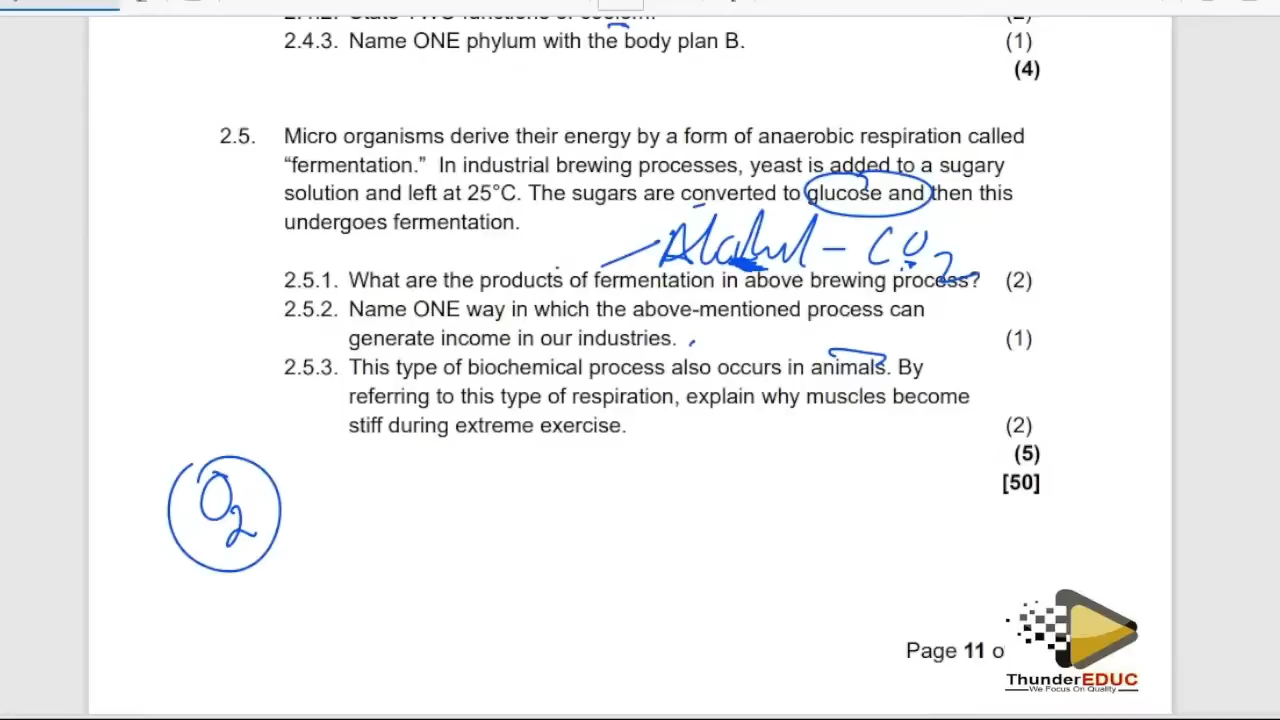 2.4.3. Name ONE phylum with the body plan B. (1)
(4)
2.5. Micro organisms derive their energy by a form of anaerobic respiration called
“fermentation.” In industrial brewing processes, yeast is added to a sugary
solution and left at 25°C. The sugars are converted to glucose and then this
undergoes fermentation.
Alcohol – CO2
2.5.1. What are the products of fermentation in above brewing process? (2)
2.5.2. Name ONE way in which the above-mentioned process can
generate income in our industries. (1)
2.5.3. This type of biochemical process also occurs in animals. By
referring to this type of respiration, explain why muscles become
stiff during extreme exercise. (2)
(5)
[50]
O2
Page 11 o
ThunderEDUC
We Focus On Quality